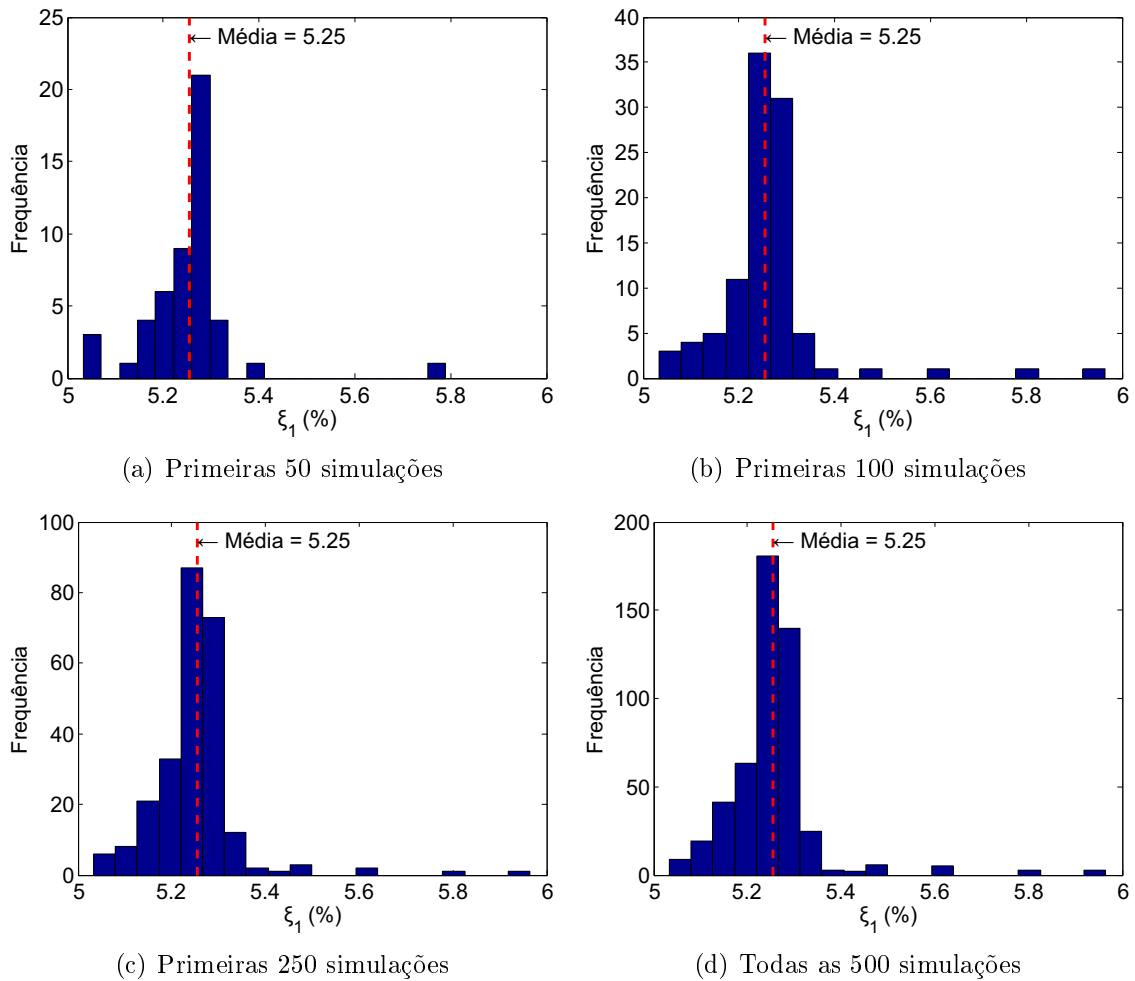 25
20
15
10
5
0
Frequência
Média = 5.25
5 5.2 5.4 5.6 5.8 6
ξ1 (%)
(a) Primeiras 50 simulações
40
35
30
25
20
15
10
5
0
Frequência
Média = 5.25
5 5.2 5.4 5.6 5.8 6
ξ1 (%)
(b) Primeiras 100 simulações
100
80
60
40
20
0
Frequência
Média = 5.25
5 5.2 5.4 5.6 5.8 6
ξ1 (%)
(c) Primeiras 250 simulações
200
150
100
50
0
Frequência
Média = 5.25
5 5.2 5.4 5.6 5.8 6
ξ1 (%)
(d) Todas as 500 simulações